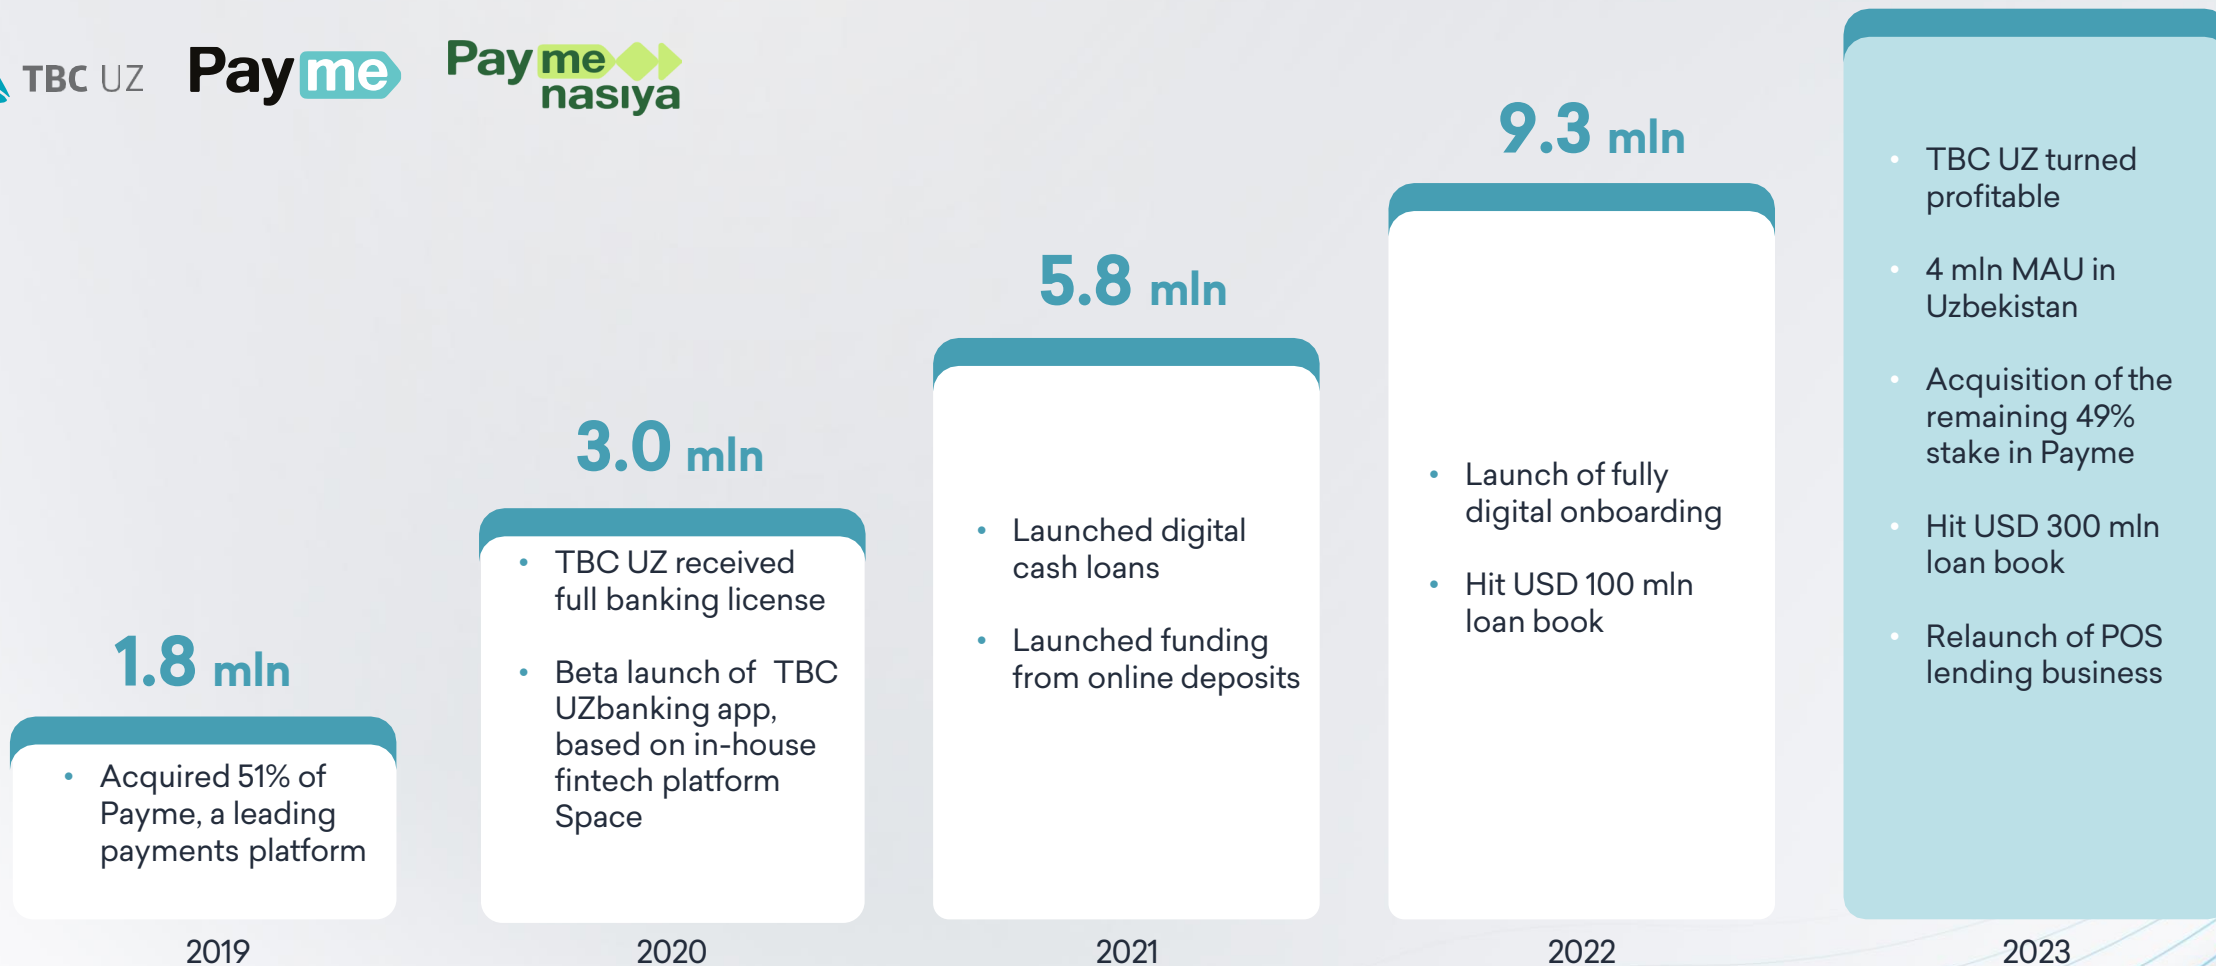 TBC UZ
Payme
Payme
nasiya
1.8 mln
• Acquired 51% of
Payme, a leading
payments platform
2019
3.0 mln
• TBC UZ received
full banking license
• Beta launch of TBC
UZbanking app,
based on in-house
fintech platform
Space
2020
5.8 mln
• Launched digital
cash loans
• Launched funding
from online deposits
2021
9.3 mln
• Launch of fully
digital onboarding
• Hit USD 100 mln
loan book
2022
• TBC UZ turned
profitable
• 4 mln MAU in
Uzbekistan
• Acquisition of the
remaining 49%
stake in Payme
• Hit USD 300 mln
loan book
• Relaunch of POS
lending business
2023